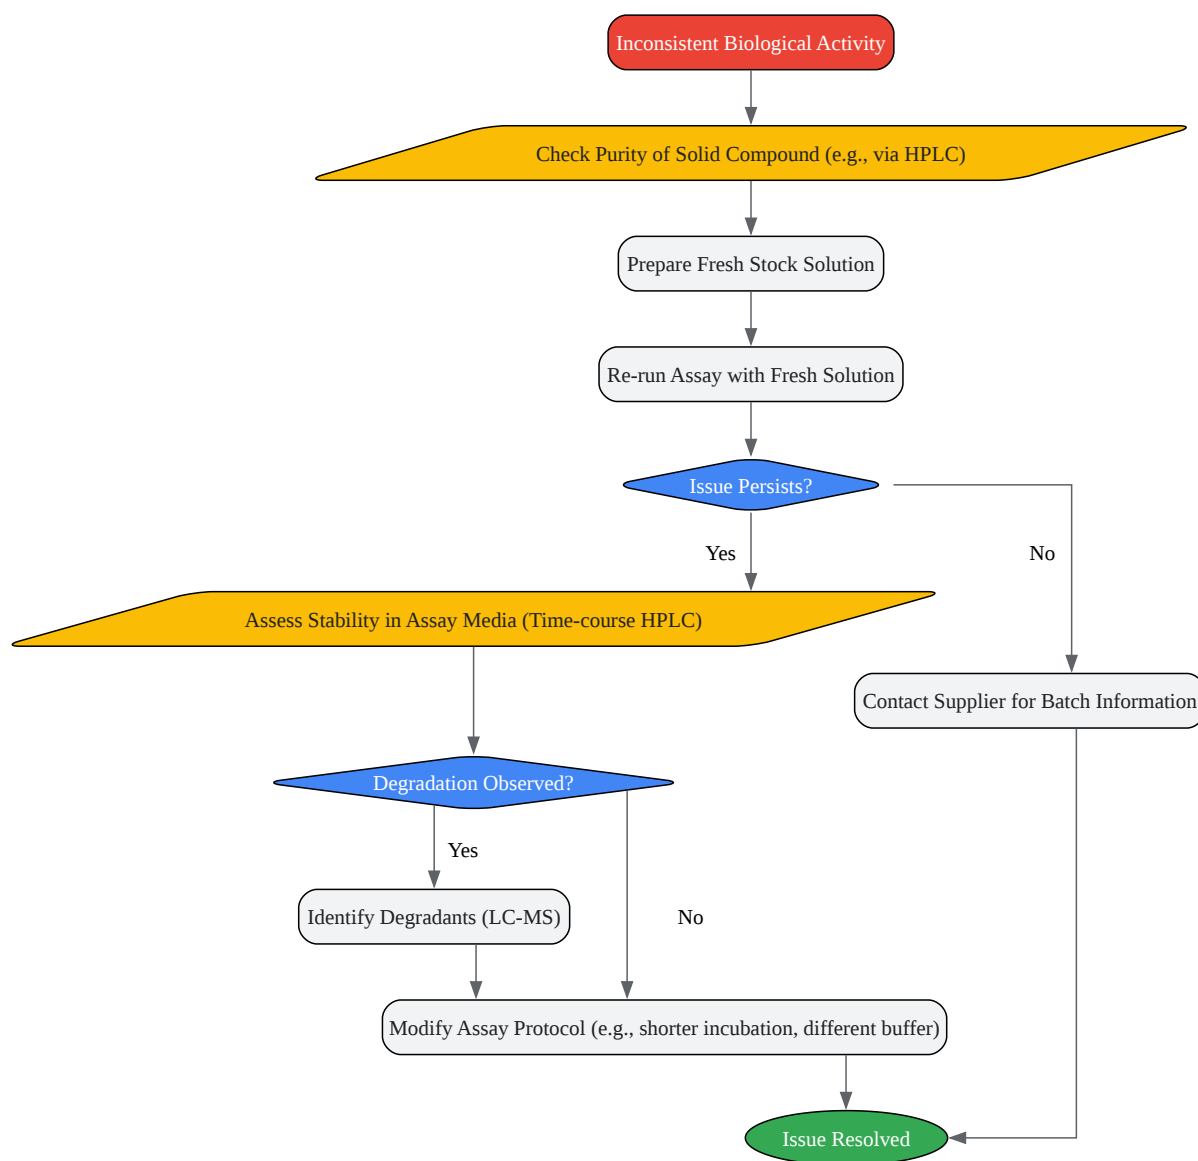 Inconsistent Biological Activity
Check Purity of Solid Compound (e.g., via HPLC)
Prepare Fresh Stock Solution
Re-run Assay with Fresh Solution
Issue Persists?
Yes
No
Assess Stability in Assay Media (Time-course HPLC)
Contact Supplier for Batch Information
Degradation Observed?
Yes
Identify Degradants (LC-MS)
No
Modify Assay Protocol (e.g., shorter incubation, different buffer)
Issue Resolved